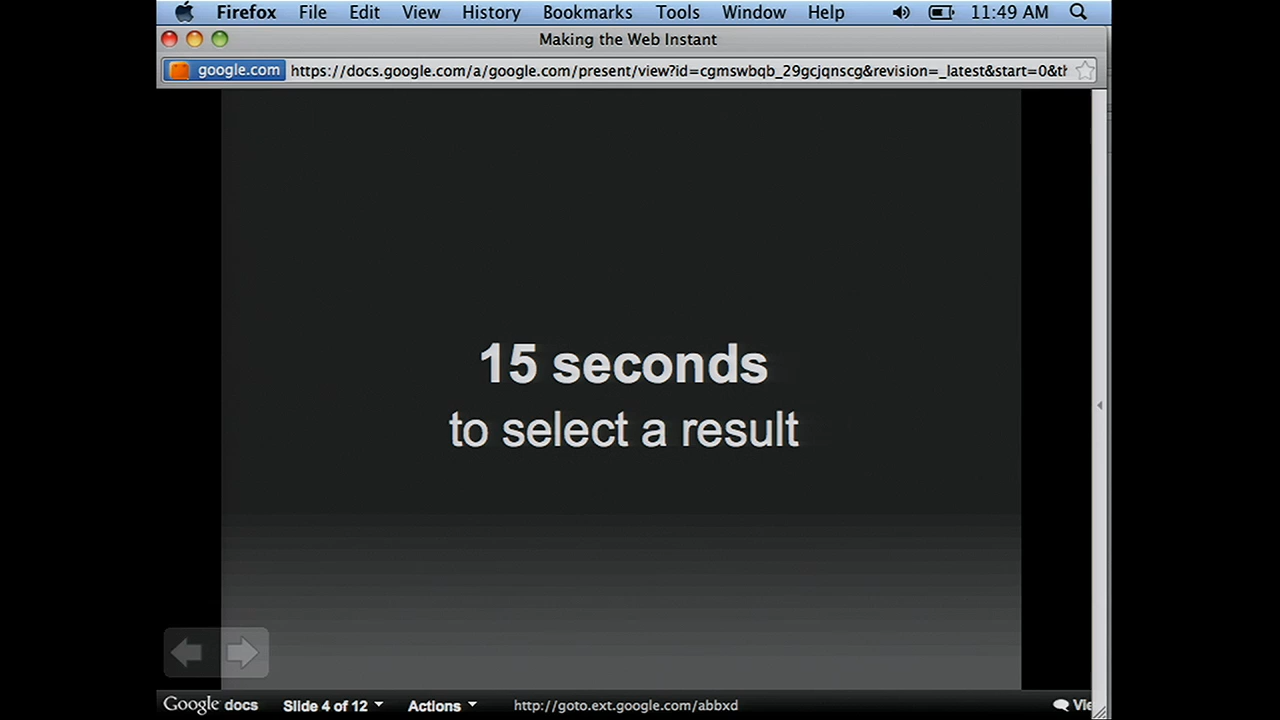 Firefox File Edit View History Bookmarks Tools Window Help 11:49 AM
Making the Web Instant
google.com https://docs.google.com/a/google.com/present/view?id=cgmswbqb_29gcjqnscg&revision=_latest&start=0&th
15 seconds
to select a result
Google docs Slide 4 of 12 Actions http://goto.ext.google.com/abbxd Vie